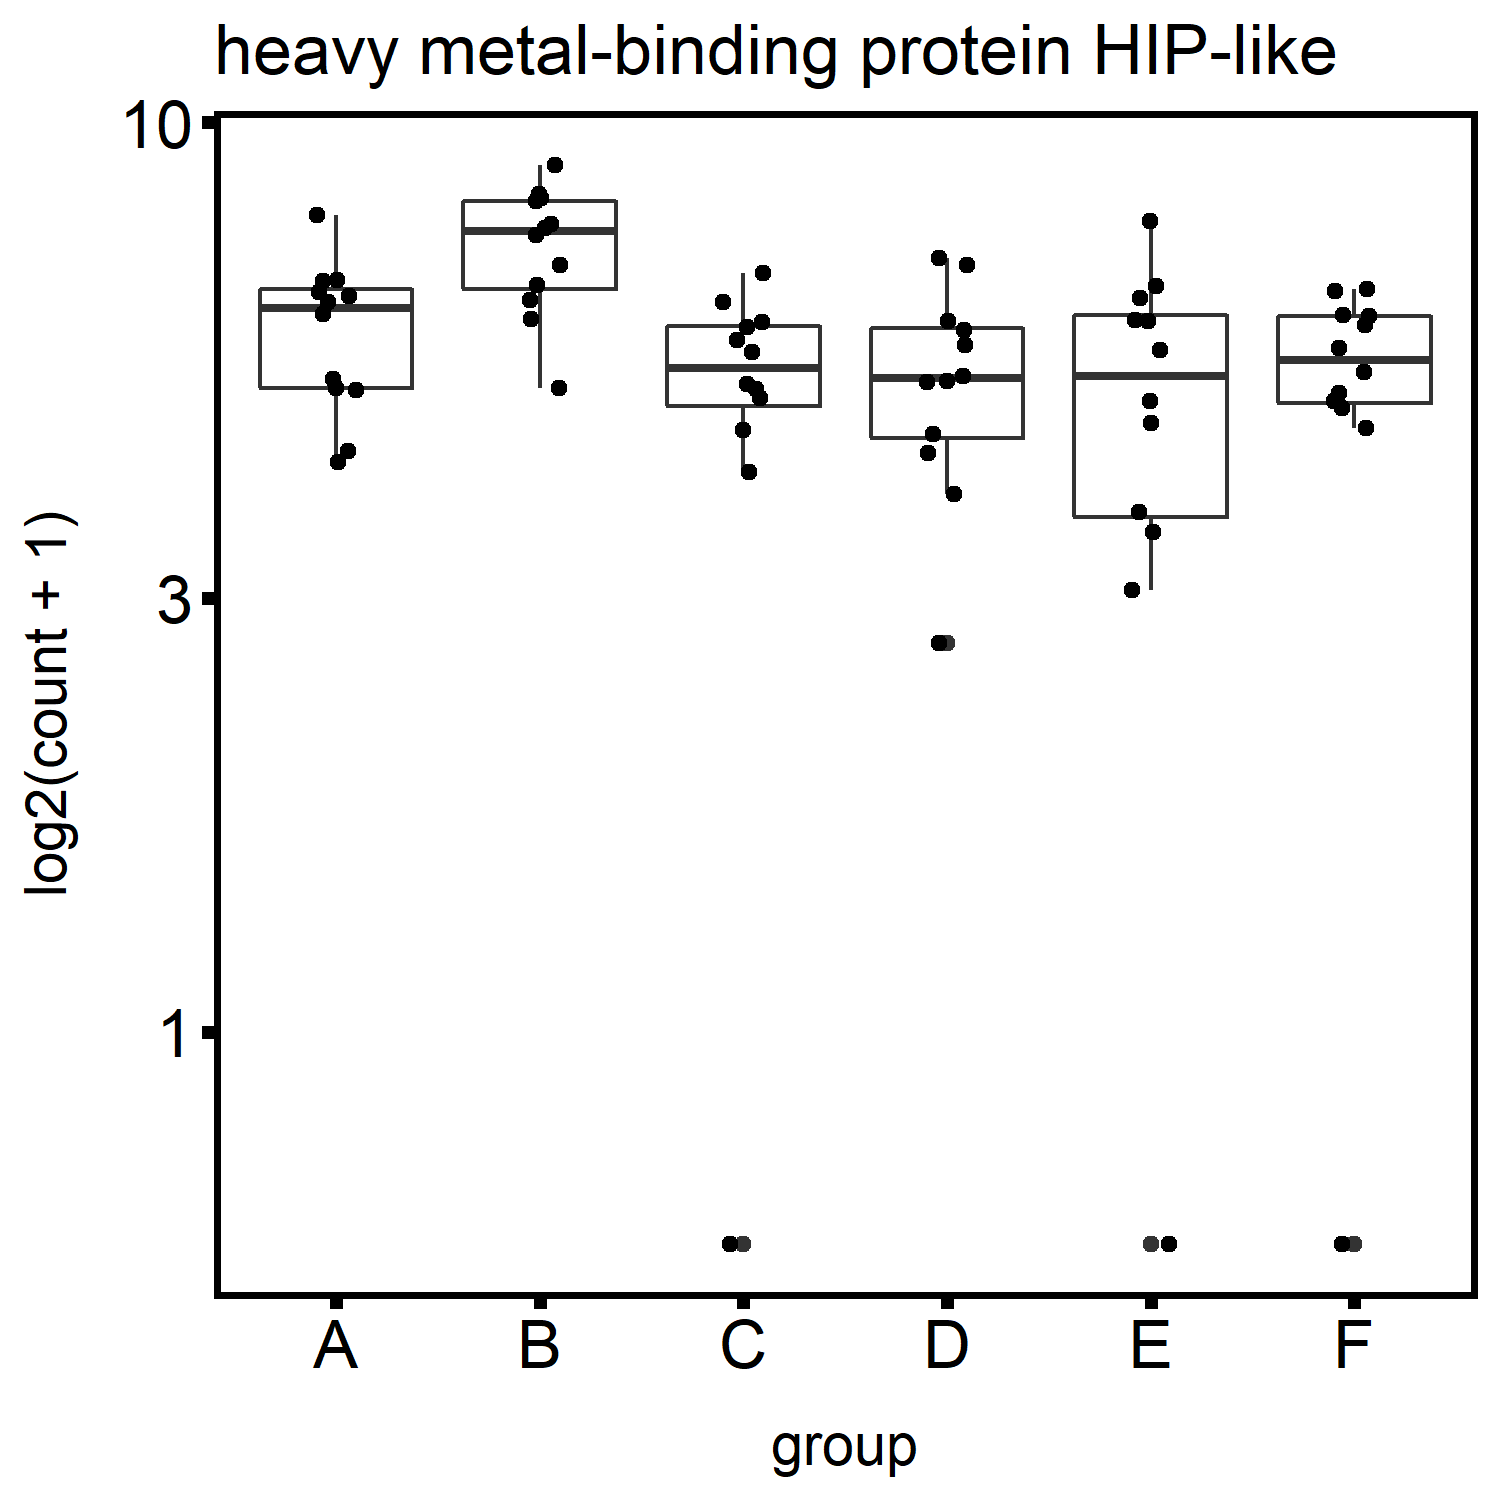 heavy metal-binding protein HIP-like
10
3
1
log2(count + 1)
A B C D E F
group